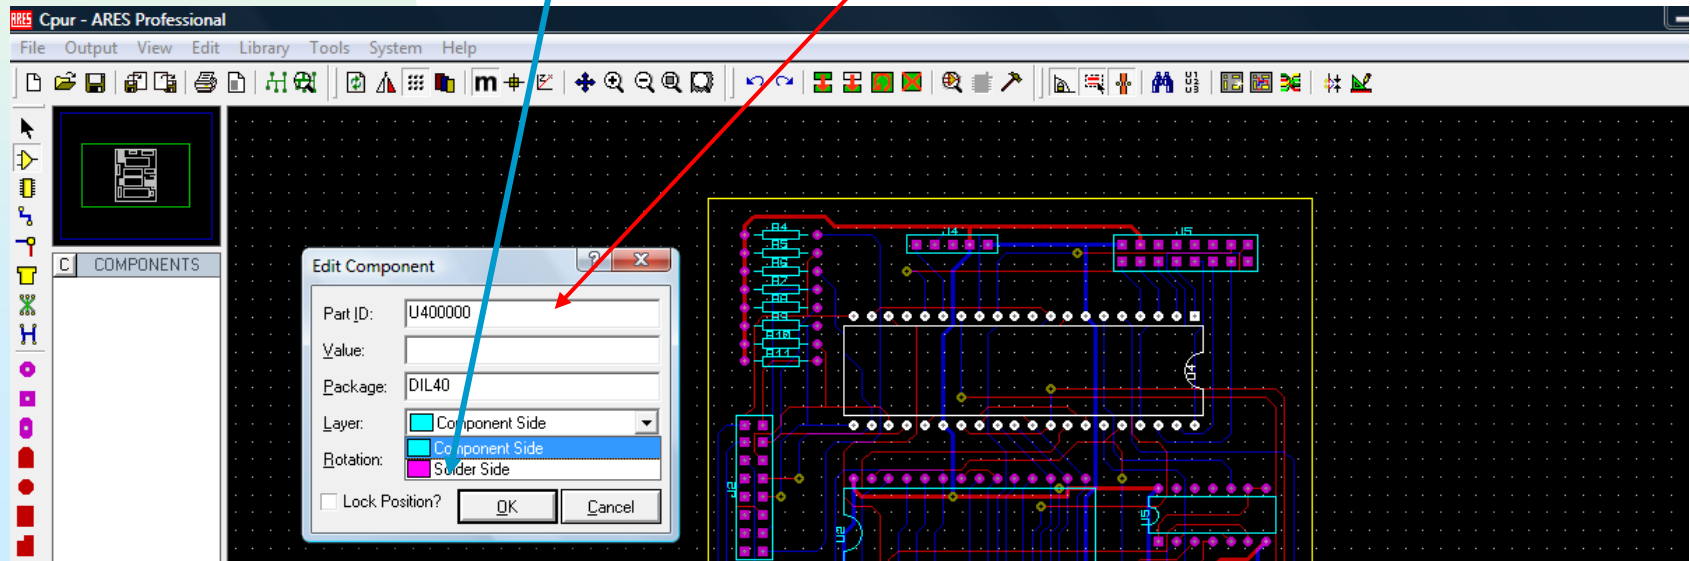 ARES Cpur - ARES Professional
File Output View Edit Library Tools System Help
m
C COMPONENTS
Edit Component
Part ID: U400000
Value:
Package: DIL40
Layer: Component Side
Component Side
Rotation: Solder Side
Lock Position? OK Cancel
R4
R5
R6
R7
R8
R9
R10
R11
J4
J5
U4
J2
U2
U5